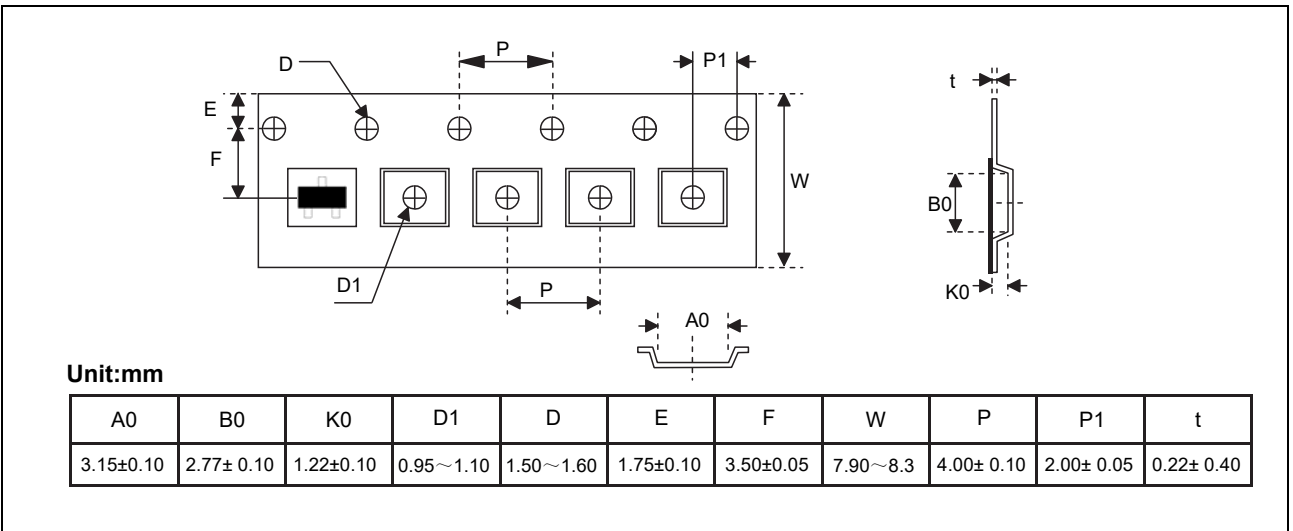 P
P1
D
t
E
F
W
B0
D1
P
K0
A0
Unit:mm
A0 B0 K0 D1 D E F W P P1 t
3.15±0.10 2.77± 0.10 1.22±0.10 0.95～1.10 1.50～1.60 1.75±0.10 3.50±0.05 7.90～8.3 4.00± 0.10 2.00± 0.05 0.22± 0.40